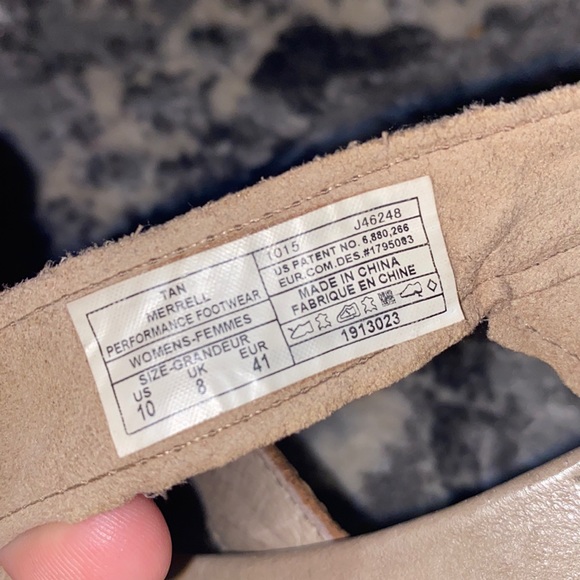 TAN
MERRELL
PERFORMANCE FOOTWEAR
WOMENS-FEMMES
SIZE-GRANDEUR
US UK EUR
10 8 41
1015 J46248
US PATENT NO. 6,880,266
EUR.COM.DES.#1795083
MADE IN CHINA
FABRIQUE EN CHINE
1913023